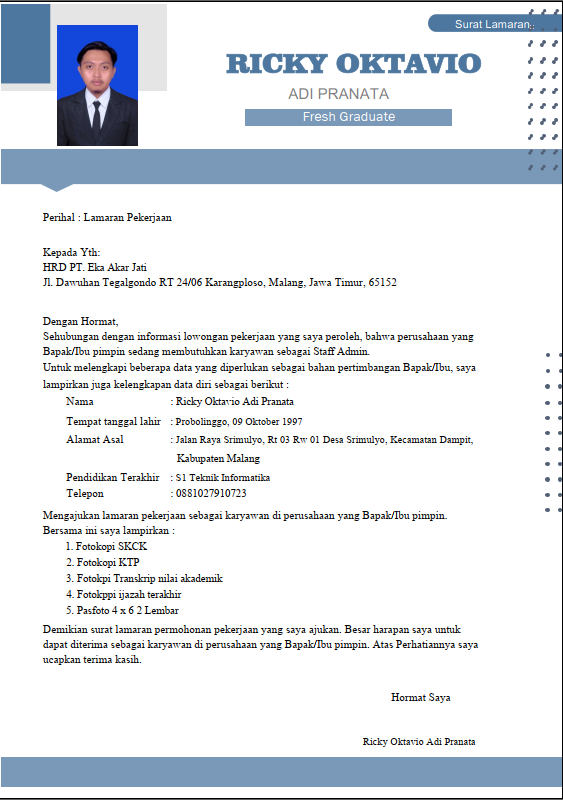 Surat Lamaran
RICKY OKTAVIO
ADI PRANATA
Fresh Graduate
Perihal : Lamaran Pekerjaan
Kepada Yth:
HRD PT. Eka Akar Jati
Jl. Dawuhan Tegalgondo RT 24/06 Karangploso, Malang, Jawa Timur, 65152
Dengan Hormat,
Sehubungan dengan informasi lowongan pekerjaan yang saya peroleh, bahwa perusahaan yang
Bapak/Ibu pimpin sedang membutuhkan karyawan sebagai Staff Admin.
Untuk melengkapi beberapa data yang diperlukan sebagai bahan pertimbangan Bapak/Ibu, saya
lampirkan juga kelengkapan data diri sebagai berikut :
Nama : Ricky Oktavio Adi Pranata
Tempat tanggal lahir : Probolinggo, 09 Oktober 1997
Alamat Asal : Jalan Raya Srimulyo, Rt 03 Rw 01 Desa Srimulyo, Kecamatan Dampit,
Kabupaten Malang
Pendidikan Terakhir : S1 Teknik Informatika
Telepon : 0881027910723
Mengajukan lamaran pekerjaan sebagai karyawan di perusahaan yang Bapak/Ibu pimpin.
Bersama ini saya lampirkan :
1. Fotokopi SKCK
2. Fotokopi KTP
3. Fotokpi Transkrip nilai akademik
4. Fotokppi ijazah terakhir
5. Pasfoto 4 x 6 2 Lembar
Demikian surat lamaran permohonan pekerjaan yang saya ajukan. Besar harapan saya untuk
dapat diterima sebagai karyawan di perusahaan yang Bapak/Ibu pimpin. Atas Perhatiannya saya
ucapkan terima kasih.
Hormat Saya
Ricky Oktavio Adi Pranata